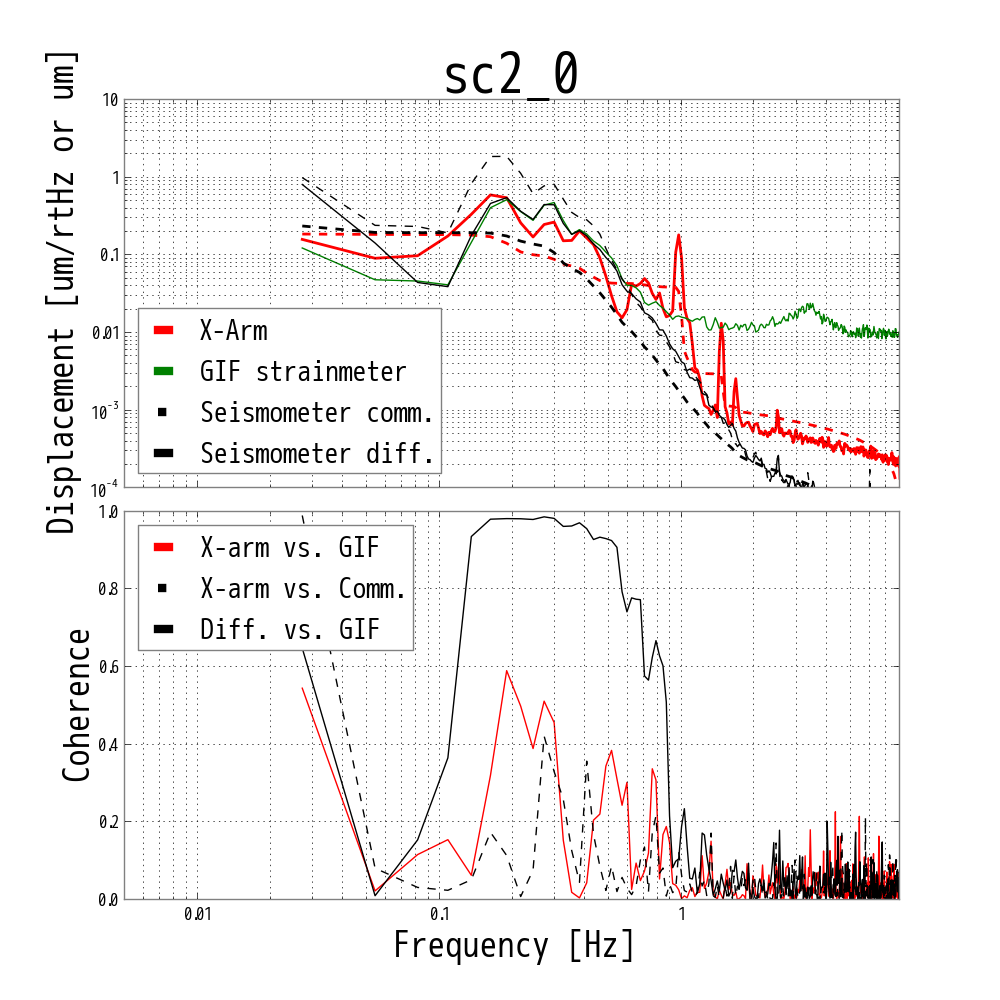 sc2_0
Displacement [um/rtHz or um]
10
1
0.1
0.01
10^-3
10^-4
X-Arm
GIF strainmeter
Seismometer comm.
Seismometer diff.
Coherence
1.0
0.8
0.6
0.4
0.2
0.0
X-arm vs. GIF
X-arm vs. Comm.
Diff. vs. GIF
0.01
0.1
1
Frequency [Hz]